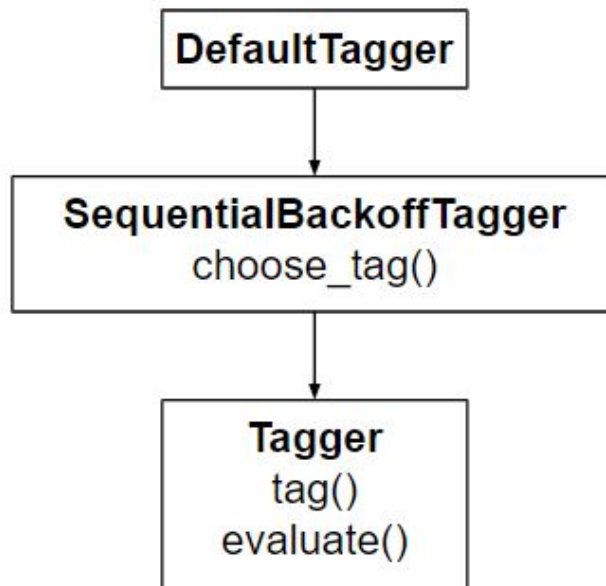 DefaultTagger
SequentialBackoffTagger
choose_tag()
Tagger
tag()
evaluate()